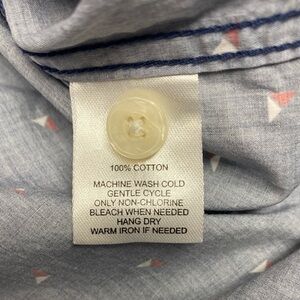 100% COTTON
MACHINE WASH COLD
GENTLE CYCLE
ONLY NON-CHLORINE
BLEACH WHEN NEEDED
HANG DRY
WARM IRON IF NEEDED